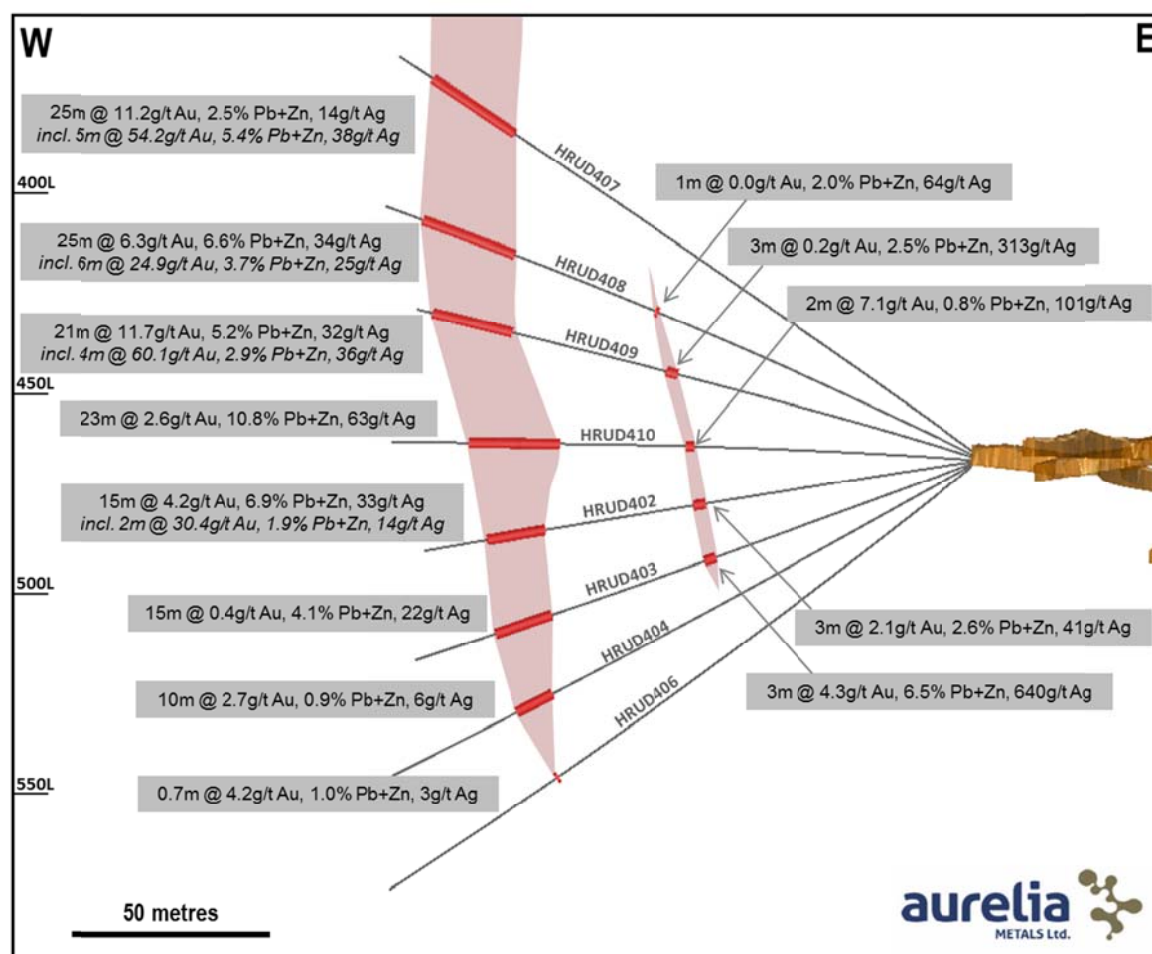 W
E
25m @ 11.2g/t Au, 2.5% Pb+Zn, 14g/t Ag
incl. 5m @ 54.2g/t Au, 5.4% Pb+Zn, 38g/t Ag
HRUD407
1m @ 0.0g/t Au, 2.0% Pb+Zn, 64g/t Ag
400L
25m @ 6.3g/t Au, 6.6% Pb+Zn, 34g/t Ag
incl. 6m @ 24.9g/t Au, 3.7% Pb+Zn, 25g/t Ag
HRUD408
3m @ 0.2g/t Au, 2.5% Pb+Zn, 313g/t Ag
2m @ 7.1g/t Au, 0.8% Pb+Zn, 101g/t Ag
21m @ 11.7g/t Au, 5.2% Pb+Zn, 32g/t Ag
incl. 4m @ 60.1g/t Au, 2.9% Pb+Zn, 36g/t Ag
HRUD409
450L
23m @ 2.6g/t Au, 10.8% Pb+Zn, 63g/t Ag
HRUD410
15m @ 4.2g/t Au, 6.9% Pb+Zn, 33g/t Ag
incl. 2m @ 30.4g/t Au, 1.9% Pb+Zn, 14g/t Ag
HRUD402
500L
HRUD403
15m @ 0.4g/t Au, 4.1% Pb+Zn, 22g/t Ag
HRUD404
3m @ 2.1g/t Au, 2.6% Pb+Zn, 41g/t Ag
10m @ 2.7g/t Au, 0.9% Pb+Zn, 6g/t Ag
HRUD406
3m @ 4.3g/t Au, 6.5% Pb+Zn, 640g/t Ag
550L
0.7m @ 4.2g/t Au, 1.0% Pb+Zn, 3g/t Ag
50 metres
aurelia
METALS Ltd.